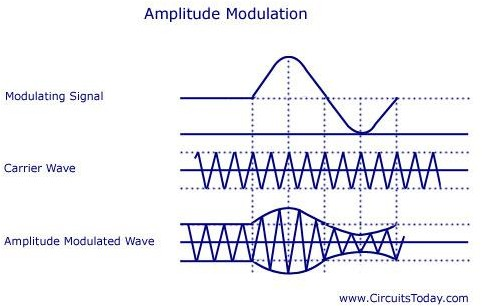 Amplitude Modulation
Modulating Signal
Carrier Wave
Amplitude Modulated Wave
www.CircuitsToday.com